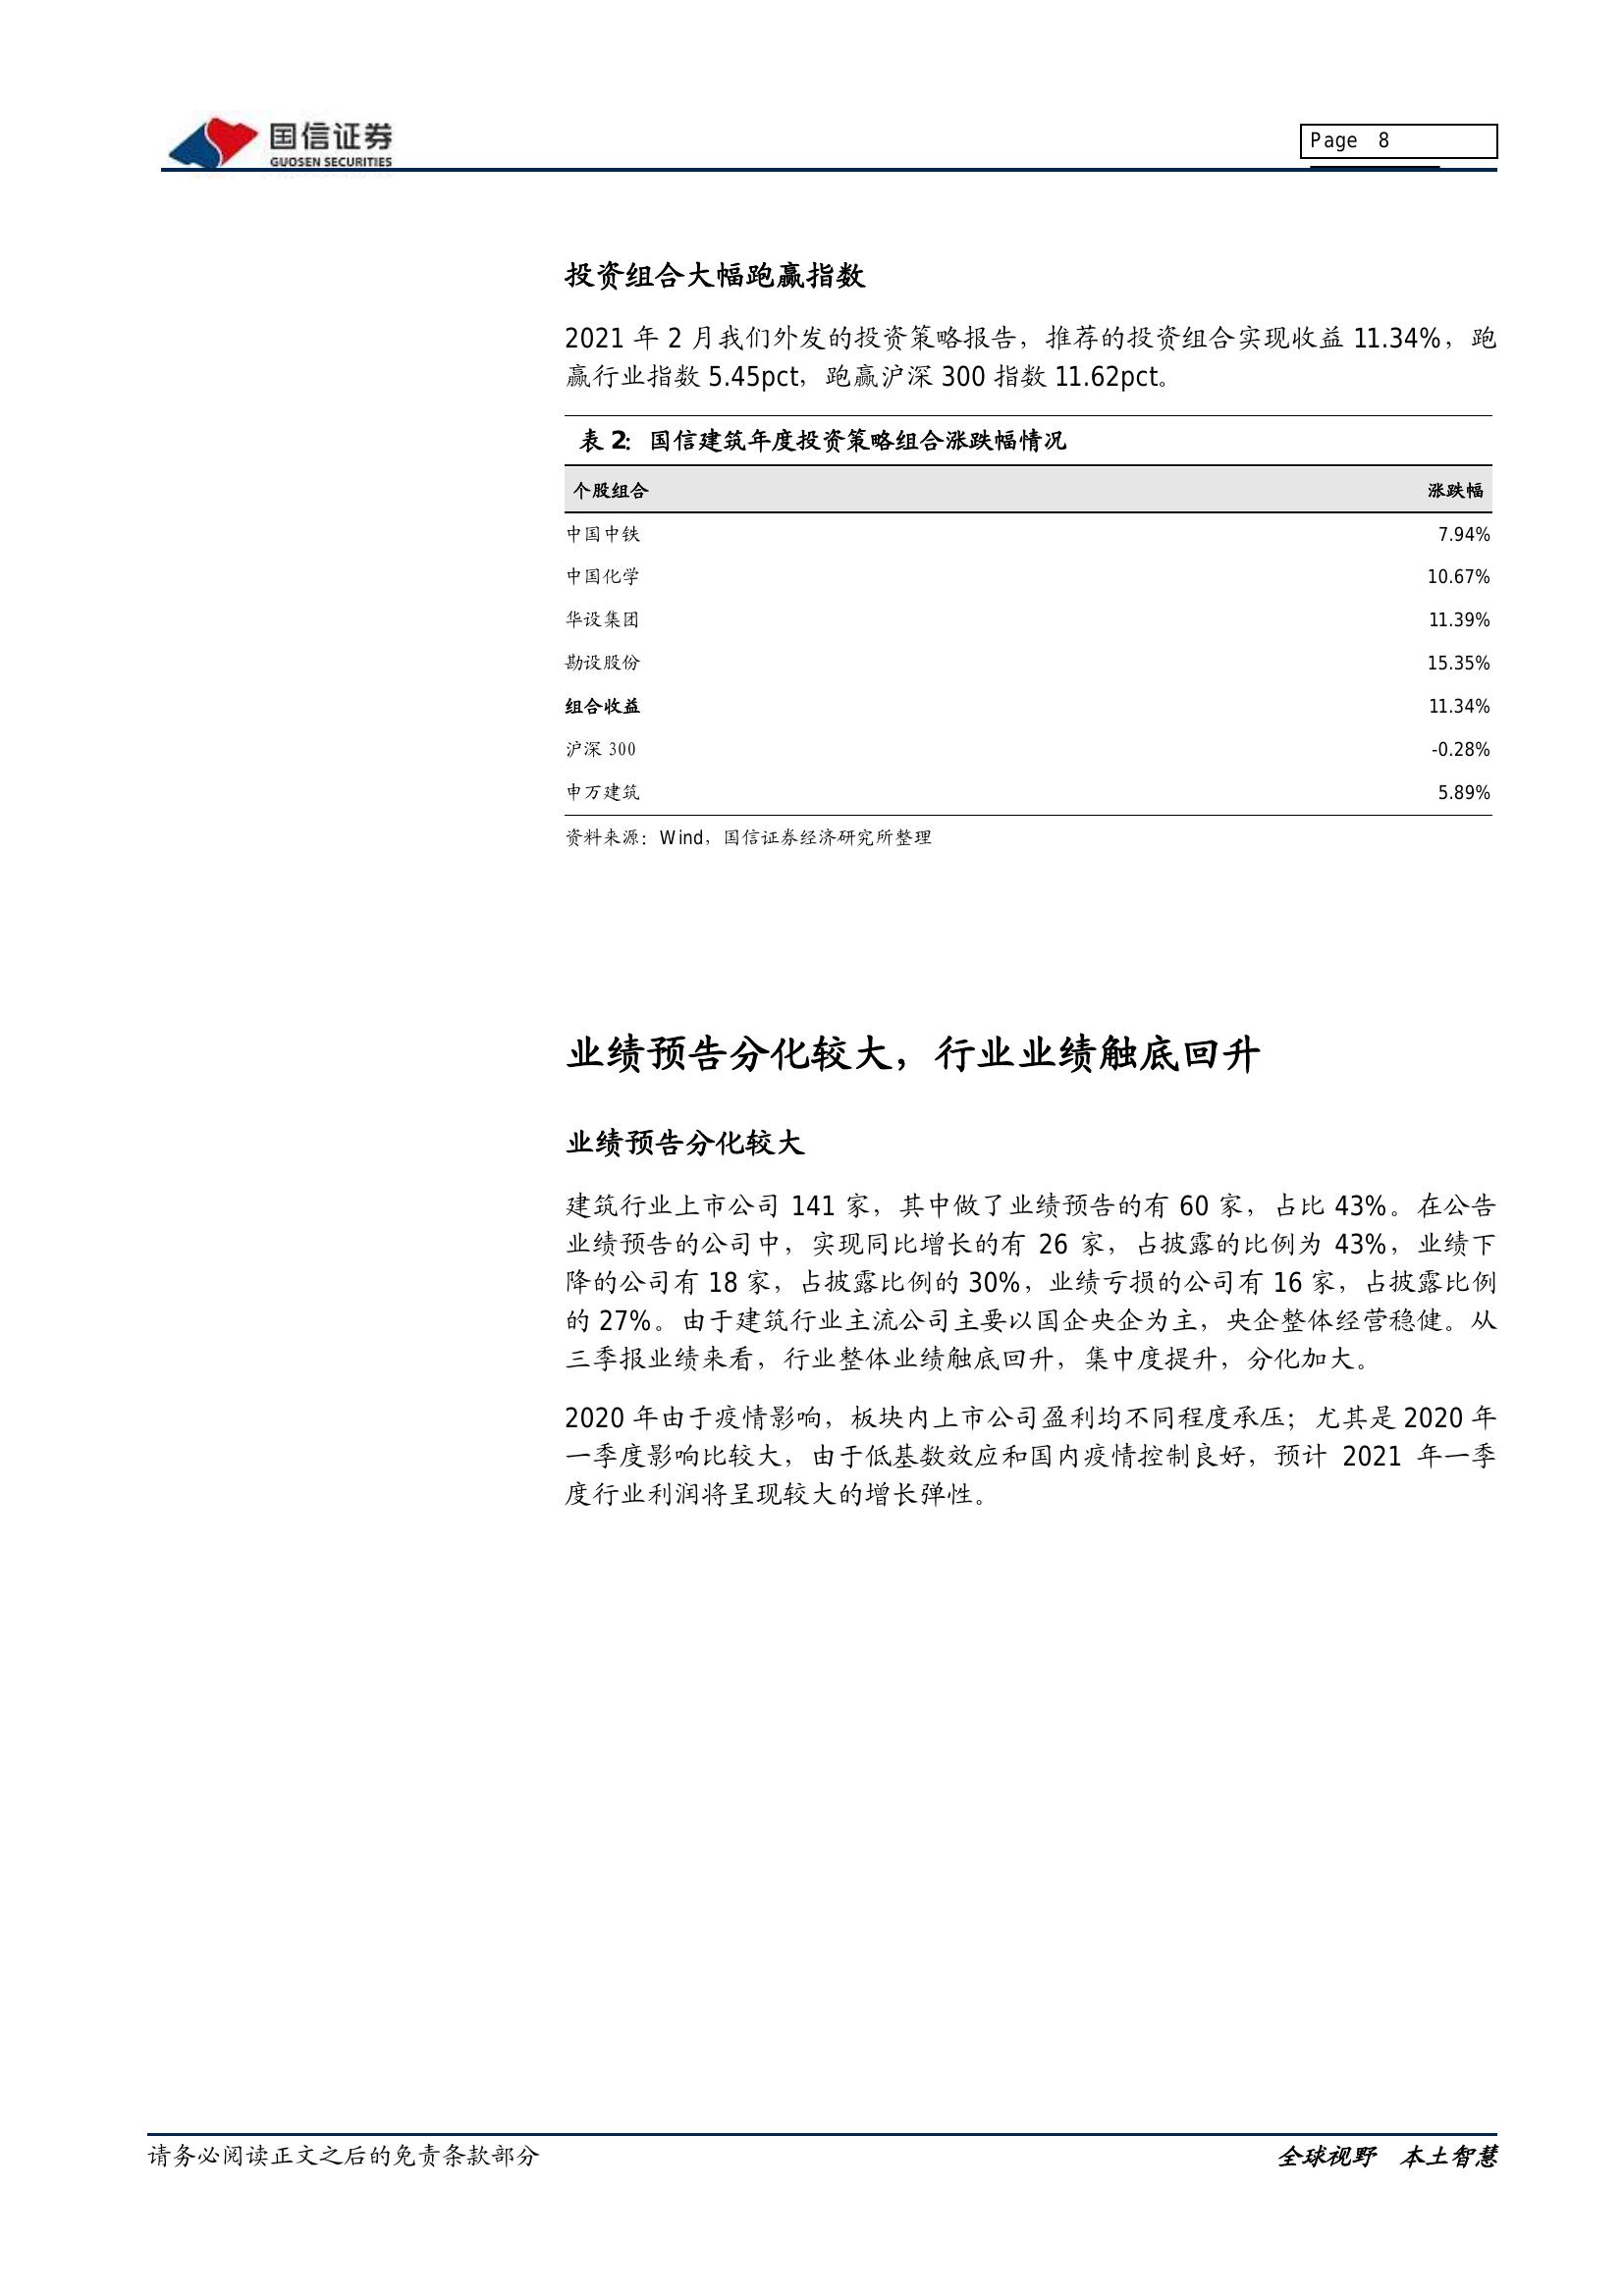 国信证券
GUOSEN SECURITIES
Page 8
投资组合大幅跑赢指数
2021 年 2 月我们外发的投资策略报告，推荐的投资组合实现收益 11.34%，跑
赢行业指数 5.45pct，跑赢沪深 300 指数 11.62pct。
表 2：国信建筑年度投资策略组合涨跌幅情况
个股组合 涨跌幅
中国中铁 7.94%
中国化学 10.67%
华设集团 11.39%
勘设股份 15.35%
组合收益 11.34%
沪深 300 -0.28%
申万建筑 5.89%
资料来源：Wind，国信证券经济研究所整理
业绩预告分化较大，行业业绩触底回升
业绩预告分化较大
建筑行业上市公司 141 家，其中做了业绩预告的有 60 家，占比 43%。在公告
业绩预告的公司中，实现同比增长的有 26 家，占披露的比例为 43%，业绩下
降的公司有 18 家，占披露比例的 30%，业绩亏损的公司有 16 家，占披露比例
的 27%。由于建筑行业主流公司主要以国企央企为主，央企整体经营稳健。从
三季报业绩来看，行业整体业绩触底回升，集中度提升，分化加大。
2020 年由于疫情影响，板块内上市公司盈利均不同程度承压；尤其是 2020 年
一季度影响比较大，由于低基数效应和国内疫情控制良好，预计 2021 年一季
度行业利润将呈现较大的增长弹性。
请务必阅读正文之后的免责条款部分
全球视野 本土智慧